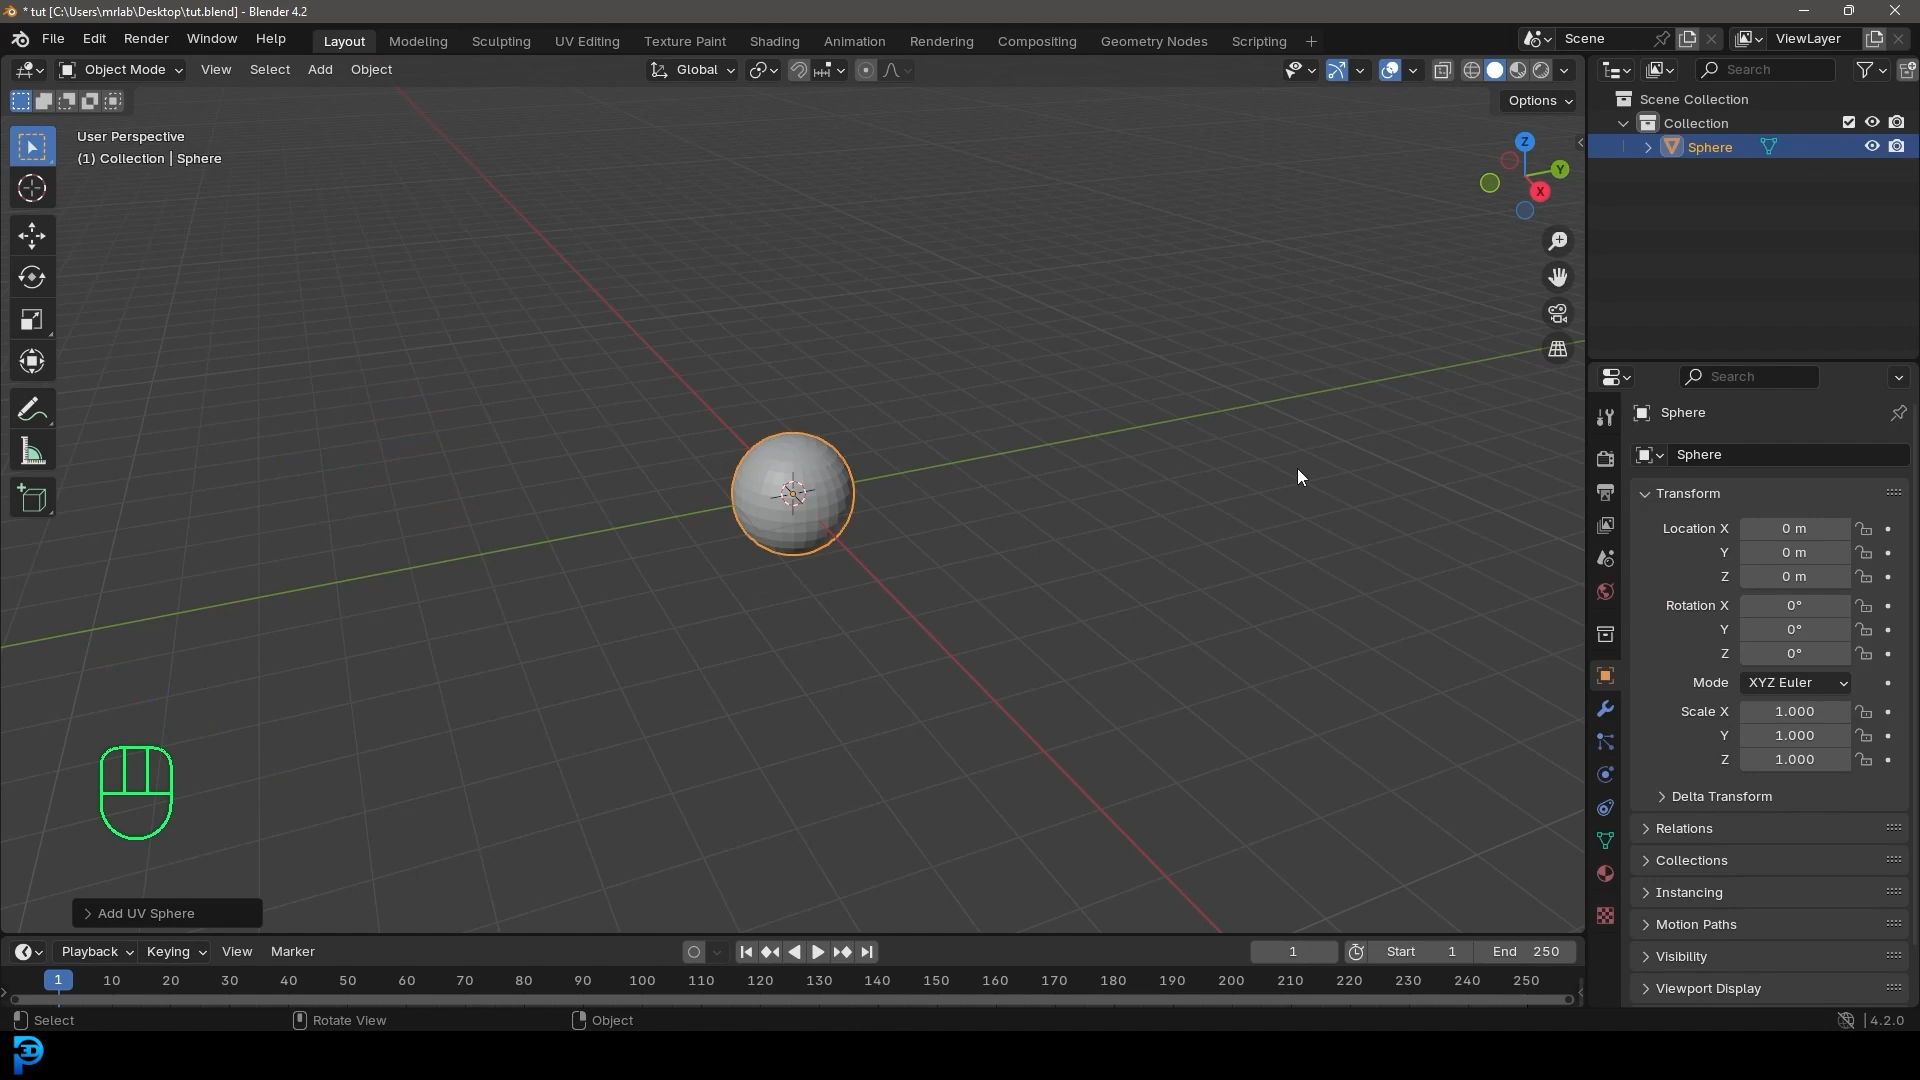 * tut [C:\Users\mrlab\Desktop\tut.blend] - Blender 4.2
File Edit Render Window Help Layout Modeling Sculpting UV Editing Texture Paint Shading Animation Rendering Compositing Geometry Nodes Scripting + Scene ViewLayer
Object Mode View Select Add Object Global Search
Options
User Perspective
(1) Collection | Sphere
Z
Y
X
Scene Collection
Collection
Sphere
Search
Sphere
Sphere
Transform
Location X 0 m
Y 0 m
Z 0 m
Rotation X 0°
Y 0°
Z 0°
Mode XYZ Euler
Scale X 1.000
Y 1.000
Z 1.000
Delta Transform
Relations
Collections
Instancing
Motion Paths
Visibility
Viewport Display
Add UV Sphere
Playback Keying View Marker 1 Start 1 End 250
1 10 20 30 40 50 60 70 80 90 100 110 120 130 140 150 160 170 180 190 200 210 220 230 240 250
Select Rotate View Object 4.2.0
3D